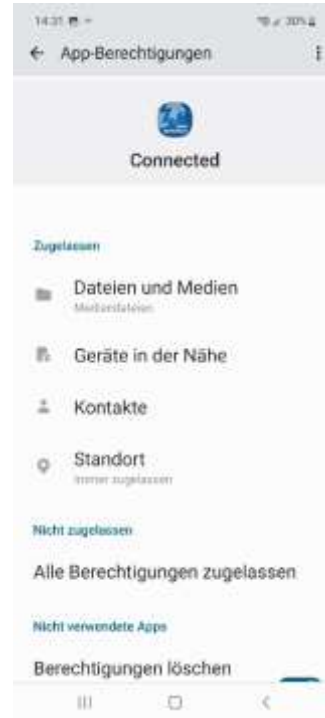 14:31
App-Berechtigungen
Connected
Zugelassen
Dateien und Medien
Mediendateien
Geräte in der Nähe
Kontakte
Standort
Immer zugelassen
Nicht zugelassen
Alle Berechtigungen zugelassen
Nicht verwendete Apps
Berechtigungen löschen